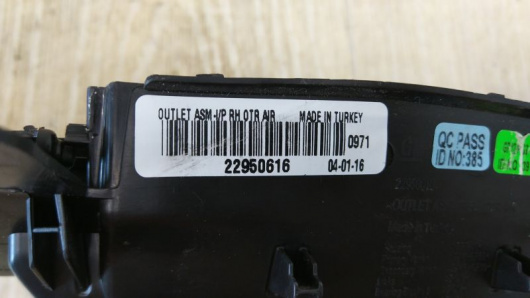 OUTLET ASM-I/P RH OTR AIR MADE IN TURKEY
0971
22950616 04-01-16
QC PASS
ID NO:385